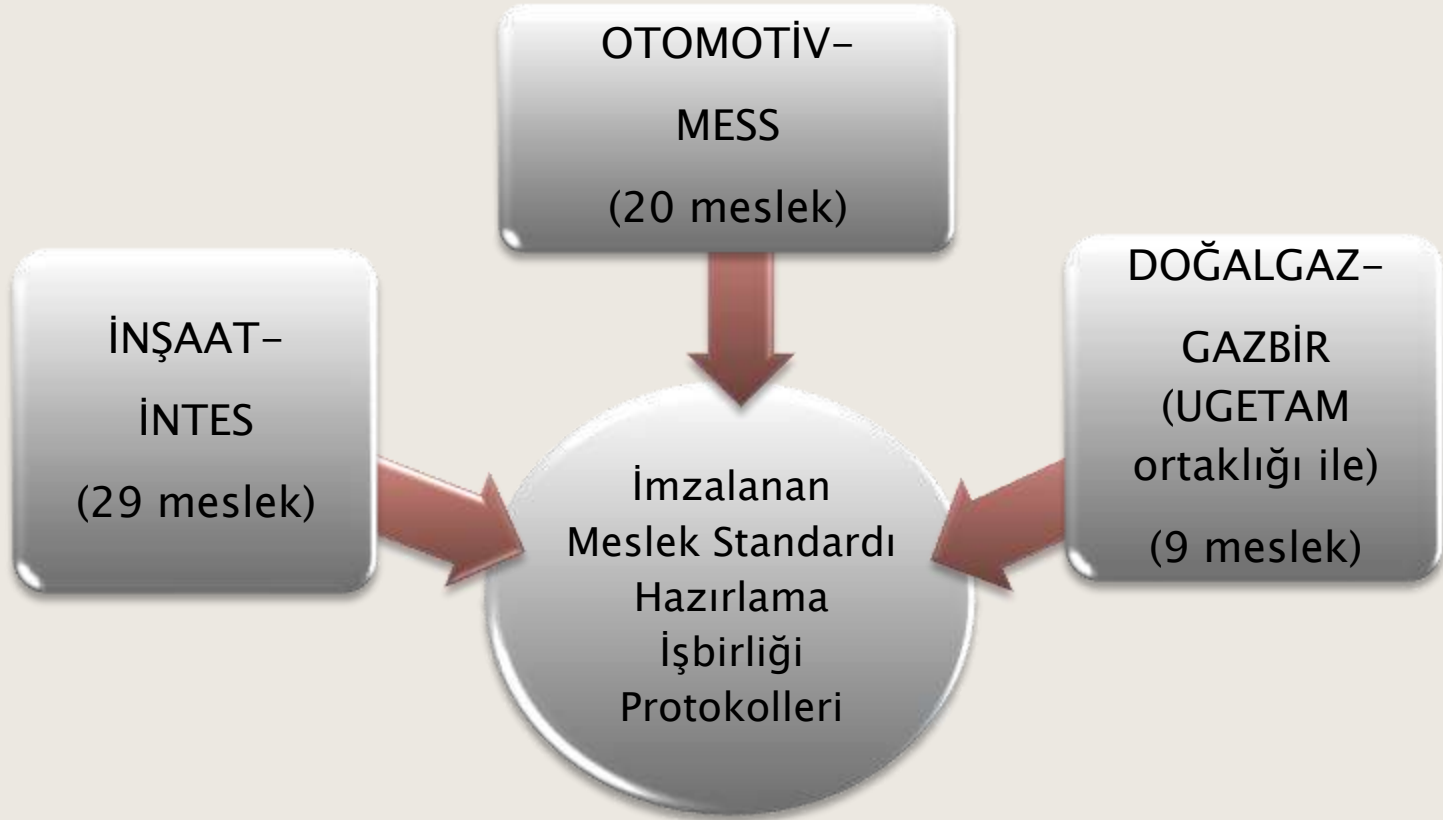 OTOMOTİV–
MESS
(20 meslek)
İNŞAAT–
İNTES
(29 meslek)
DOĞALGAZ–
GAZBİR
(UGETAM
ortaklığı ile)
(9 meslek)
İmzalanan
Meslek Standardı
Hazırlama
İşbirliği
Protokolleri